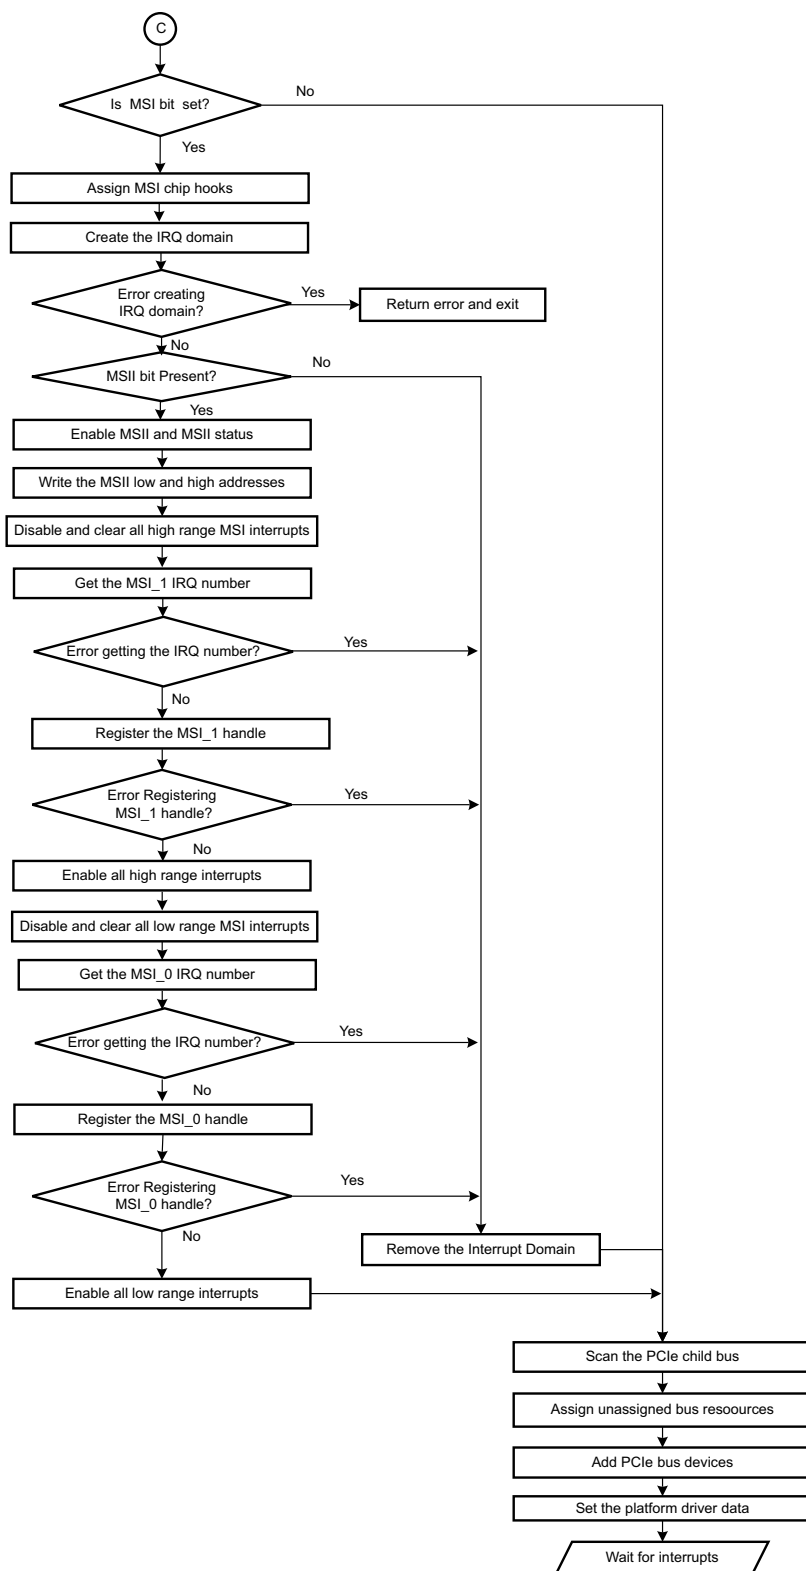 C
Is MSI bit set?
No
Yes
Assign MSI chip hooks
Create the IRQ domain
Error creating
IRQ domain?
Yes
Return error and exit
No
MSII bit Present?
No
Yes
Enable MSII and MSII status
Write the MSII low and high addresses
Disable and clear all high range MSI interrupts
Get the MSI_1 IRQ number
Error getting the IRQ number?
Yes
No
Register the MSI_1 handle
Error Registering
MSI_1 handle?
Yes
No
Enable all high range interrupts
Disable and clear all low range MSI interrupts
Get the MSI_0 IRQ number
Error getting the IRQ number?
Yes
No
Register the MSI_0 handle
Error Registering
MSI_0 handle?
Yes
No
Remove the Interrupt Domain
Enable all low range interrupts
Scan the PCIe child bus
Assign unassigned bus resoources
Add PCIe bus devices
Set the platform driver data
Wait for interrupts